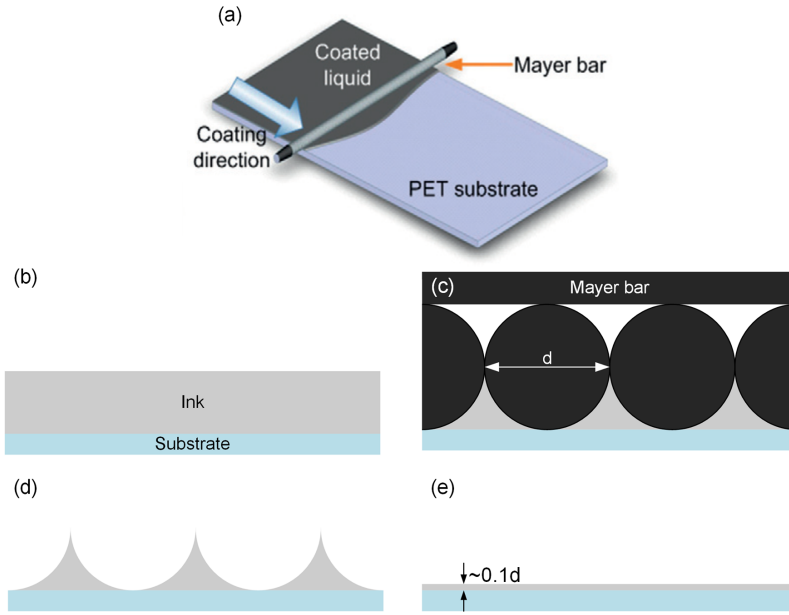 (a)
Coated
liquid
Mayer bar
Coating
direction
PET substrate
(b)
Ink
Substrate
(c)
Mayer bar
d
(d)
(e)
~0.1d